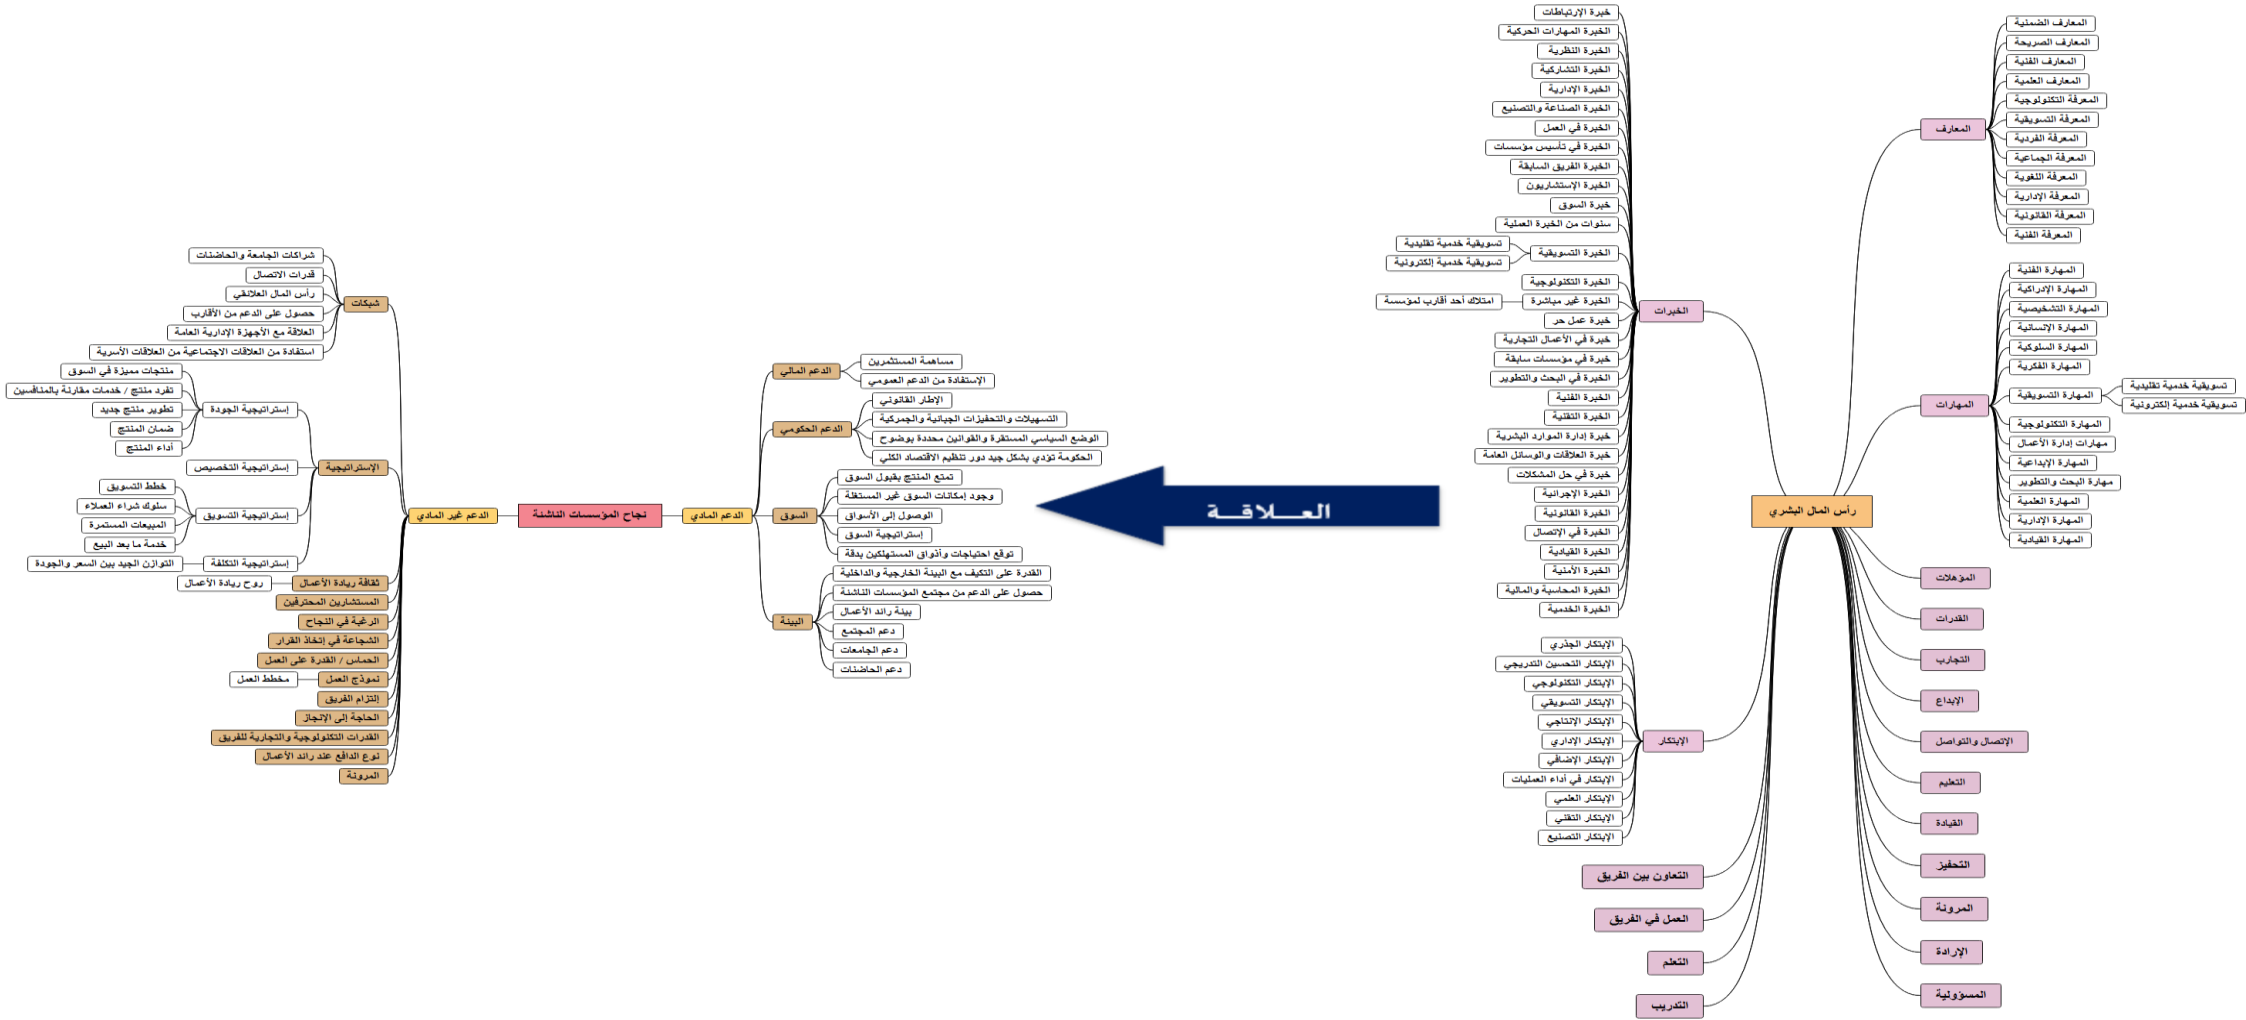 رأس المال البشري
المعارف
المعارف الضمنية
المعارف الصريحة
المعارف الفنية
المعارف العلمية
المعرفة التكنولوجية
المعرفة التسويقية
المعرفة الفردية
المعرفة الجماعية
المعرفة اللغوية
المعرفة الإدارية
المعرفة القانونية
المعرفة الفنية
المهارات
المهارة الفنية
المهارة الإدراكية
المهارة التشخيصية
المهارة الإنسانية
المهارة السلوكية
المهارة الفكرية
المهارة التسويقية
تسويقية خدمية تقليدية
تسويقية خدمية إلكترونية
المهارة التكنولوجية
مهارات إدارة الأعمال
المهارة الإبداعية
مهارة البحث والتطوير
المهارة العلمية
المهارة الإدارية
المهارة القيادية
المؤهلات
القدرات
التجارب
الإبداع
الإتصال والتواصل
التعليم
القيادة
التحفيز
المرونة
الإرادة
المسؤولية
الخبرات
خبرة الإرتباطات
الخبرة المهارات الحركية
الخبرة النظرية
الخبرة التشاركية
الخبرة الإدارية
الخبرة الصناعة والتصنيع
الخبرة في العمل
الخبرة في تأسيس مؤسسات
الخبرة الفريق السابقة
الخبرة الإستشاريون
خبرة السوق
سنوات من الخبرة العملية
الخبرة التسويقية
تسويقية خدمية تقليدية
تسويقية خدمية إلكترونية
الخبرة التكنولوجية
الخبرة غير مباشرة
امتلاك أحد أقارب لمؤسسة
خبرة عمل حر
خبرة في الأعمال التجارية
خبرة في مؤسسات سابقة
الخبرة في البحث والتطوير
الخبرة الفنية
الخبرة التقنية
خبرة إدارة الموارد البشرية
خبرة العلاقات والوسائل العامة
خبرة في حل المشكلات
الخبرة الإجرائية
الخبرة القانونية
الخبرة في الإتصال
الخبرة القيادية
الخبرة الأمنية
الخبرة المحاسبة والمالية
الخبرة الخدمية
الإبتكار
الإبتكار الجذري
الإبتكار التحسين التدريجي
الإبتكار التكنولوجي
الإبتكار التسويقي
الإبتكار الإنتاجي
الإبتكار الإداري
الإبتكار الإضافي
الإبتكار في أداء العمليات
الإبتكار العلمي
الإبتكار التقني
الإبتكار التصنيع
التعاون بين الفريق
العمل في الفريق
التعلم
التدريب
العـــلاقـــة
نجاح المؤسسات الناشئة
الدعم المادي
الدعم المالي
مساهمة المستثمرين
الإستفادة من الدعم العمومي
الدعم الحكومي
الإطار القانوني
التسهيلات والتحفيزات الجبائية والجمركية
الوضع السياسي المستقرة والقوانين محددة بوضوح
الحكومة تؤدي بشكل جيد دور تنظيم الاقتصاد الكلي
السوق
تمتع المنتج بقبول السوق
وجود إمكانات السوق غير المستغلة
الوصول إلى الأسواق
إستراتيجية السوق
توقع احتياجات وأذواق المستهلكين بدقة
البيئة
القدرة على التكيف مع البيئة الخارجية والداخلية
حصول على الدعم من مجتمع المؤسسات الناشئة
بيئة رائد الأعمال
دعم المجتمع
دعم الجامعات
دعم الحاضنات
الدعم غير المادي
شبكات
شراكات الجامعة والحاضنات
قدرات الاتصال
رأس المال العلائقي
حصول على الدعم من الأقارب
العلاقة مع الأجهزة الإدارية العامة
استفادة من العلاقات الاجتماعية من العلاقات الأسرية
الإستراتيجية
إستراتيجية الجودة
منتجات مميزة في السوق
تفرد منتج / خدمات مقارنة بالمنافسين
تطوير منتج جديد
ضمان المنتج
أداء المنتج
إستراتيجية التخصيص
إستراتيجية التسويق
خطط التسويق
سلوك شراء العملاء
المبيعات المستمرة
خدمة ما بعد البيع
إستراتيجية التكلفة
التوازن الجيد بين السعر والجودة
ثقافة ريادة الأعمال
روح ريادة الأعمال
المستشارين المحترفين
الرغبة في النجاح
الشجاعة في إتخاذ القرار
الحماس / القدرة على العمل
نموذج العمل
مخطط العمل
إلتزام الفريق
الحاجة إلى الإنجاز
القدرات التكنولوجية والتجارية للفريق
نوع الدافع عند رائد الأعمال
المرونة